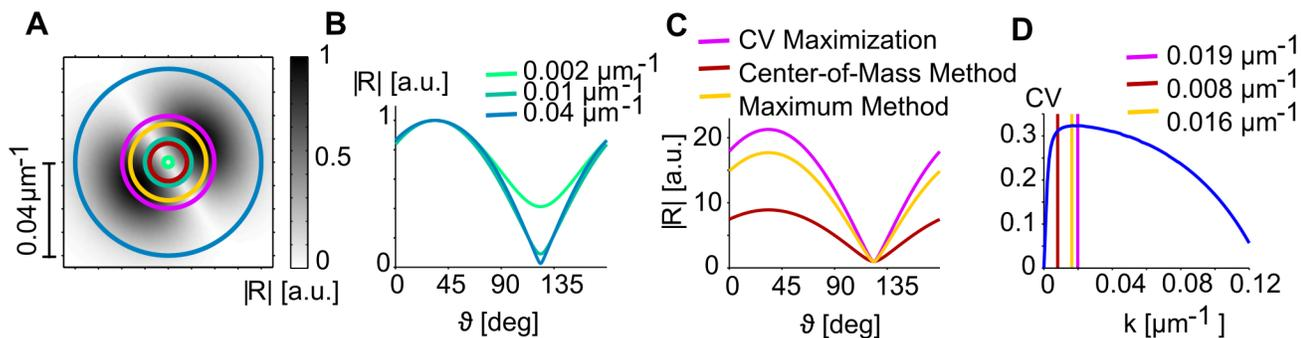 A
0.04 µm-1
1
0.5
0
|R| [a.u.]
B
|R| [a.u.]
0.002 µm-1
0.01 µm-1
0.04 µm-1
1
0
0 45 90 135
ϑ [deg]
C
CV Maximization
Center-of-Mass Method
Maximum Method
|R| [a.u.]
20
10
0
0 45 90 135
ϑ [deg]
D
0.019 µm-1
0.008 µm-1
0.016 µm-1
CV
0.3
0.2
0.1
0
0 0.04 0.08 0.12
k [µm-1 ]